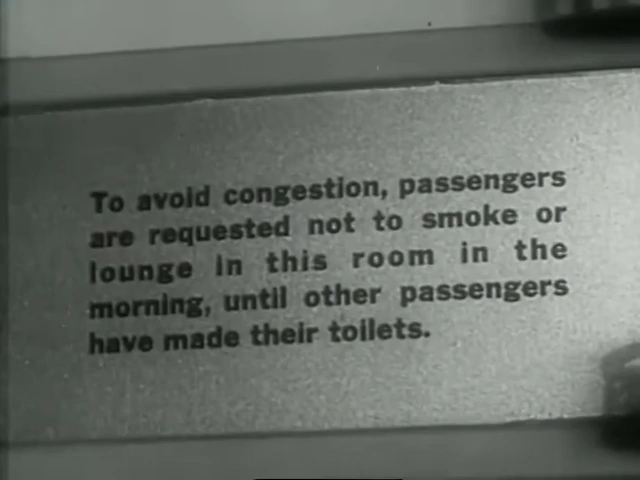 To avoid congestion, passengers
are requested not to smoke or
lounge in this room in the
morning, until other passengers
have made their toilets.